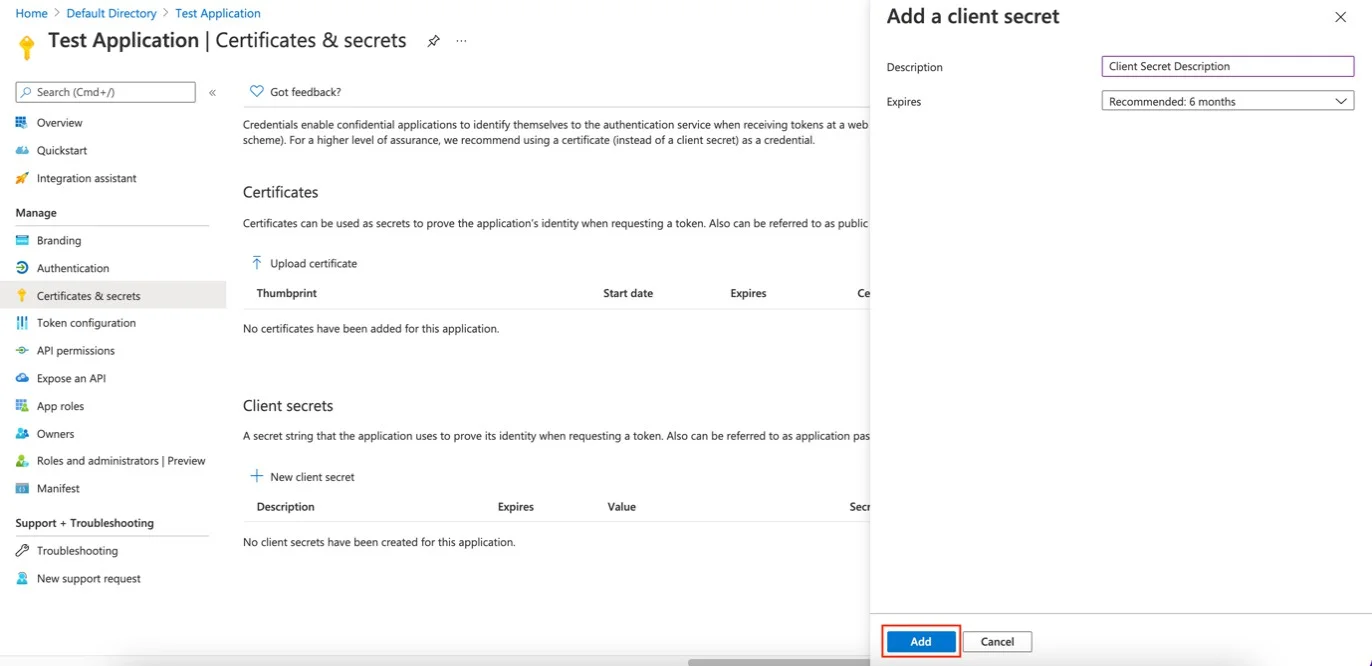 Home > Default Directory > Test Application
Test Application | Certificates & secrets
...
Search (Cmd+/)
«
Overview
Quickstart
Integration assistant
Manage
Branding
Authentication
Certificates & secrets
Token configuration
API permissions
Expose an API
App roles
Owners
Roles and administrators | Preview
Manifest
Support + Troubleshooting
Troubleshooting
New support request
Got feedback?
Credentials enable confidential applications to identify themselves to the authentication service when receiving tokens at a web
scheme). For a higher level of assurance, we recommend using a certificate (instead of a client secret) as a credential.
Certificates
Certificates can be used as secrets to prove the application's identity when requesting a token. Also can be referred to as public
Upload certificate
Thumbprint Start date Expires Ce
No certificates have been added for this application.
Client secrets
A secret string that the application uses to prove its identity when requesting a token. Also can be referred to as application pas
New client secret
Description Expires Value Secr
No client secrets have been created for this application.
Add a client secret
Description Client Secret Description
Expires Recommended: 6 months
Add Cancel